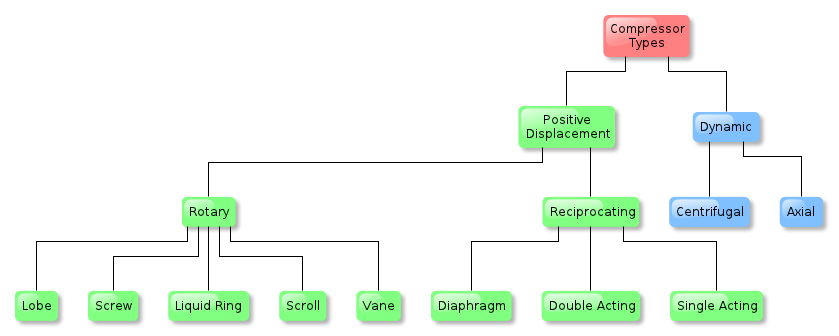 Compressor
Types
Positive
Displacement
Dynamic
Rotary
Reciprocating
Centrifugal
Axial
Lobe
Screw
Liquid Ring
Scroll
Vane
Diaphragm
Double Acting
Single Acting